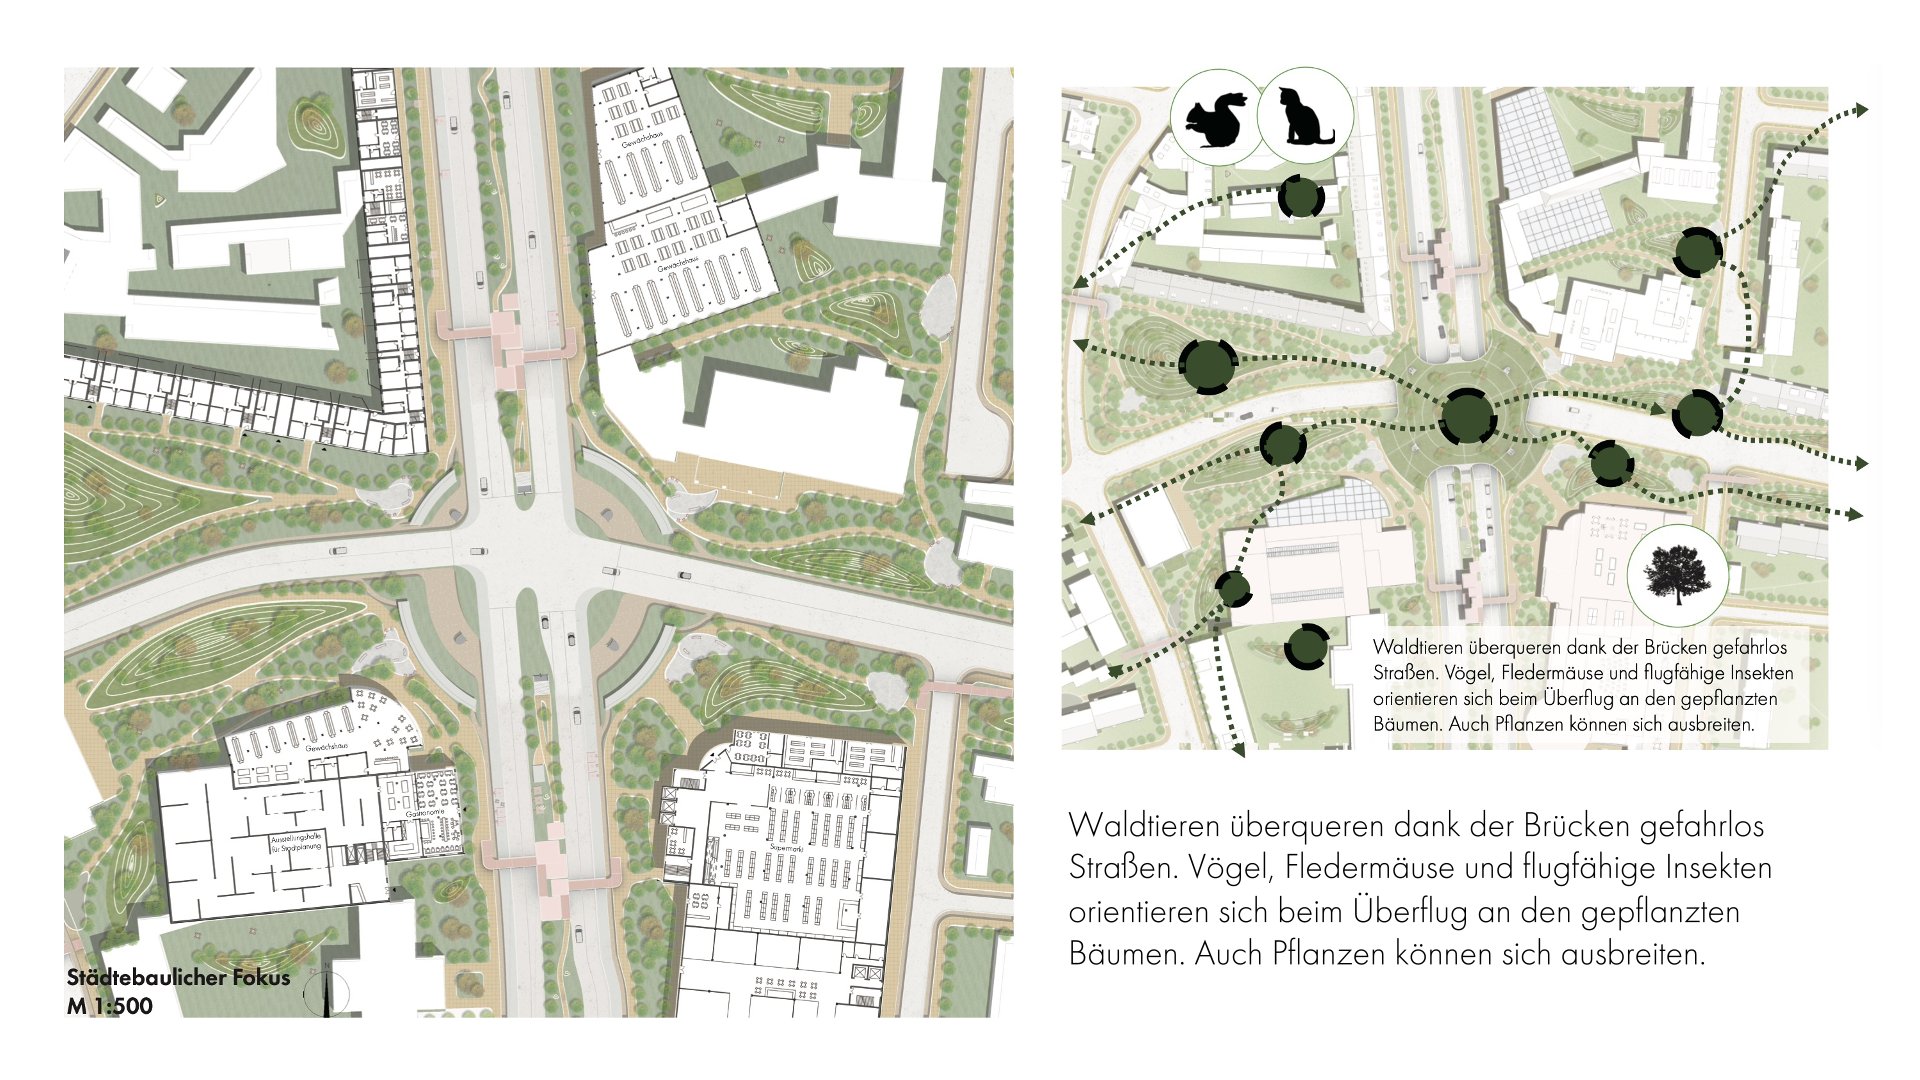 Gewächshaus
Gewächshaus
Gewächshaus
Gastronomie
Ausstellungshalle
für Stadtplanung
Supermarkt
Städtebaulicher Fokus
M 1:500
N
Waldtieren überqueren dank der Brücken gefahrlos
Straßen. Vögel, Fledermäuse und flugfähige Insekten
orientieren sich beim Überflug an den gepflanzten
Bäumen. Auch Pflanzen können sich ausbreiten.
Waldtieren überqueren dank der Brücken gefahrlos
Straßen. Vögel, Fledermäuse und flugfähige Insekten
orientieren sich beim Überflug an den gepflanzten
Bäumen. Auch Pflanzen können sich ausbreiten.